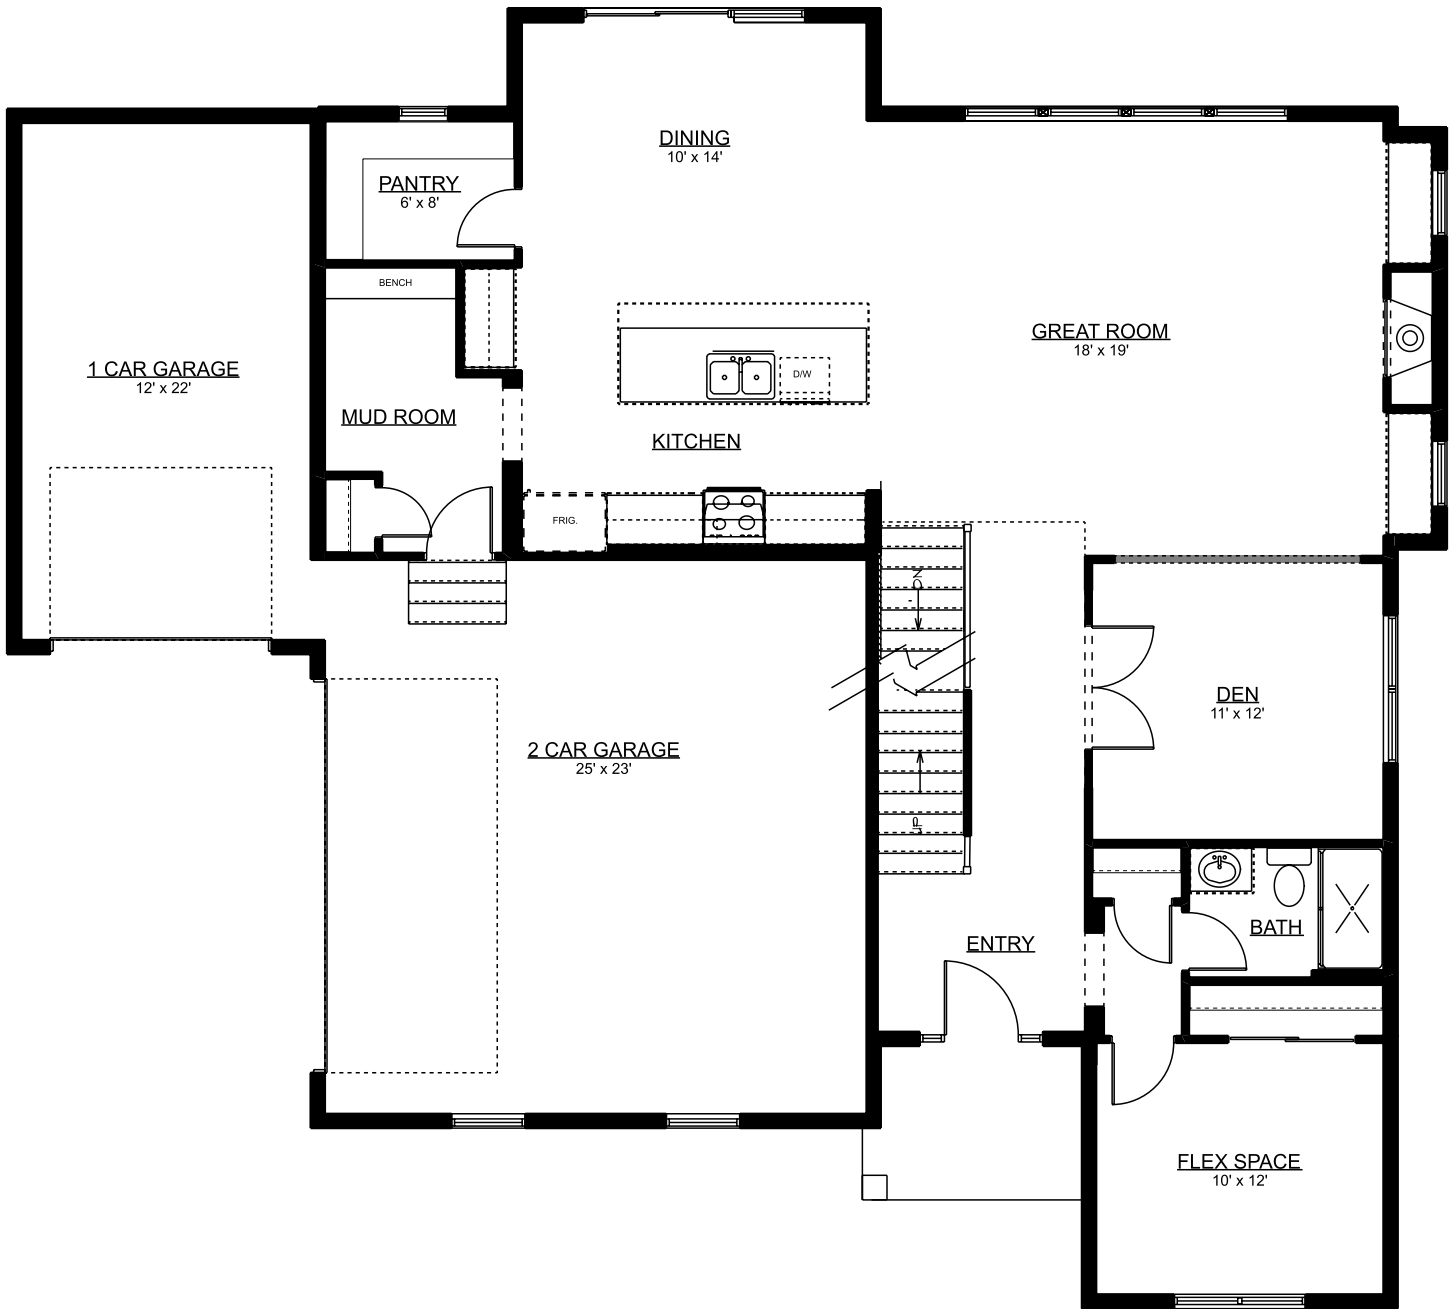 DINING
10' x 14'
PANTRY
6' x 8'
BENCH
GREAT ROOM
18' x 19'
1 CAR GARAGE
12' x 22'
D/W
MUD ROOM
KITCHEN
FRIG.
DN
DEN
11' x 12'
2 CAR GARAGE
25' x 23'
UP
BATH
ENTRY
FLEX SPACE
10' x 12'